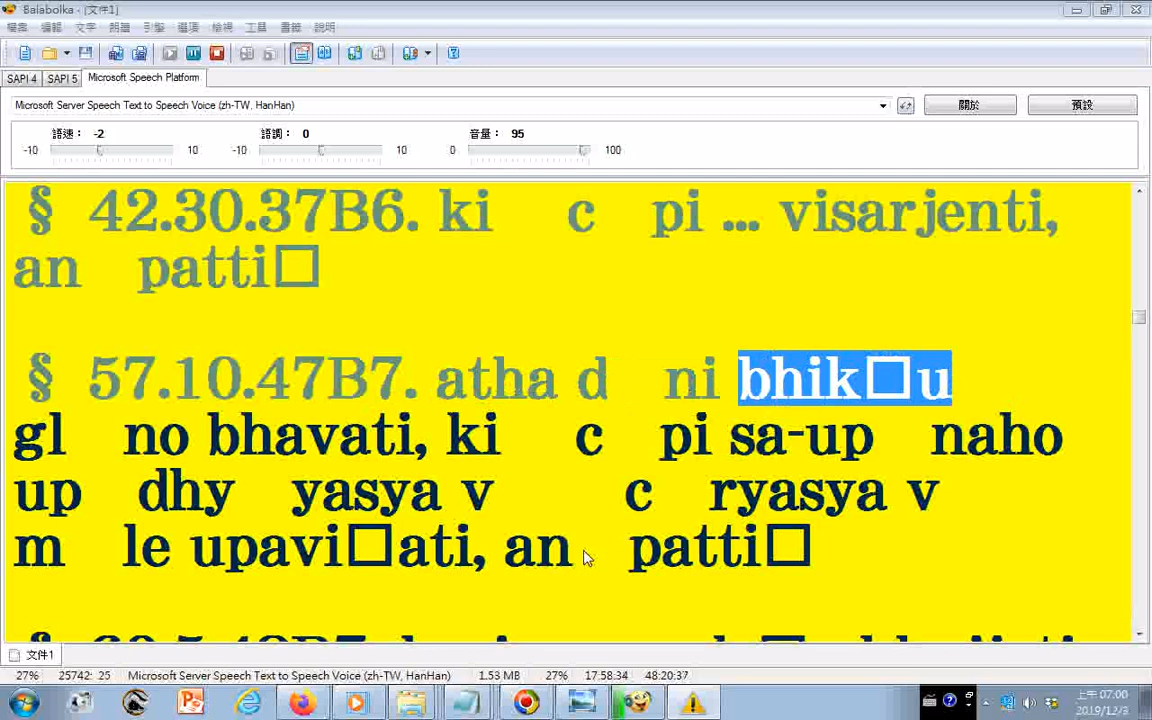 Balabolka - [文件1]
檔案 編輯 文字 朗讀 引擎 選項 檢視 工具 書籤 說明
SAPI 4 SAPI 5 Microsoft Speech Platform
Microsoft Server Speech Text to Speech Voice (zh-TW, HanHan) 關於 預設
語速： -2 語調： 0 音量： 95
-10 10 -10 10 0 100
§ 42.30.37B6. ki c pi ... visarjenti,
an patti□
§ 57.10.47B7. atha d ni bhik□u
gl no bhavati, ki c pi sa-up naho
up dhy yasya v c ryasya v
m le upavi□ati, an patti□
文件1
27% 25742: 25 Microsoft Server Speech Text to Speech Voice (zh-TW, HanHan) 1.53 MB 27% 17:58:34 48:20:37
上午 07:00
2019/12/3